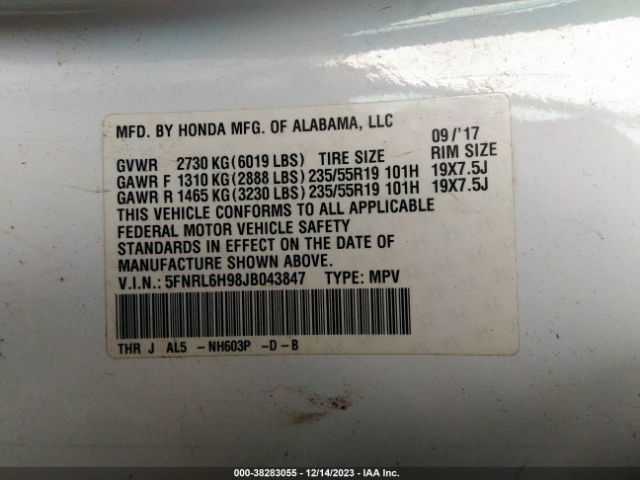 MFD. BY HONDA MFG. OF ALABAMA, LLC 09/'17
GVWR 2730 KG(6019 LBS) TIRE SIZE RIM SIZE
GAWR F 1310 KG(2888 LBS) 235/55R19 101H 19X7.5J
GAWR R 1465 KG(3230 LBS) 235/55R19 101H 19X7.5J
THIS VEHICLE CONFORMS TO ALL APPLICABLE
FEDERAL MOTOR VEHICLE SAFETY
STANDARDS IN EFFECT ON THE DATE OF
MANUFACTURE SHOWN ABOVE.
V.I.N.: 5FNRL6H98JB043847 TYPE: MPV
THR J AL5 -NH603P -D-B
000-38283055 - 12/14/2023 - IAA Inc.